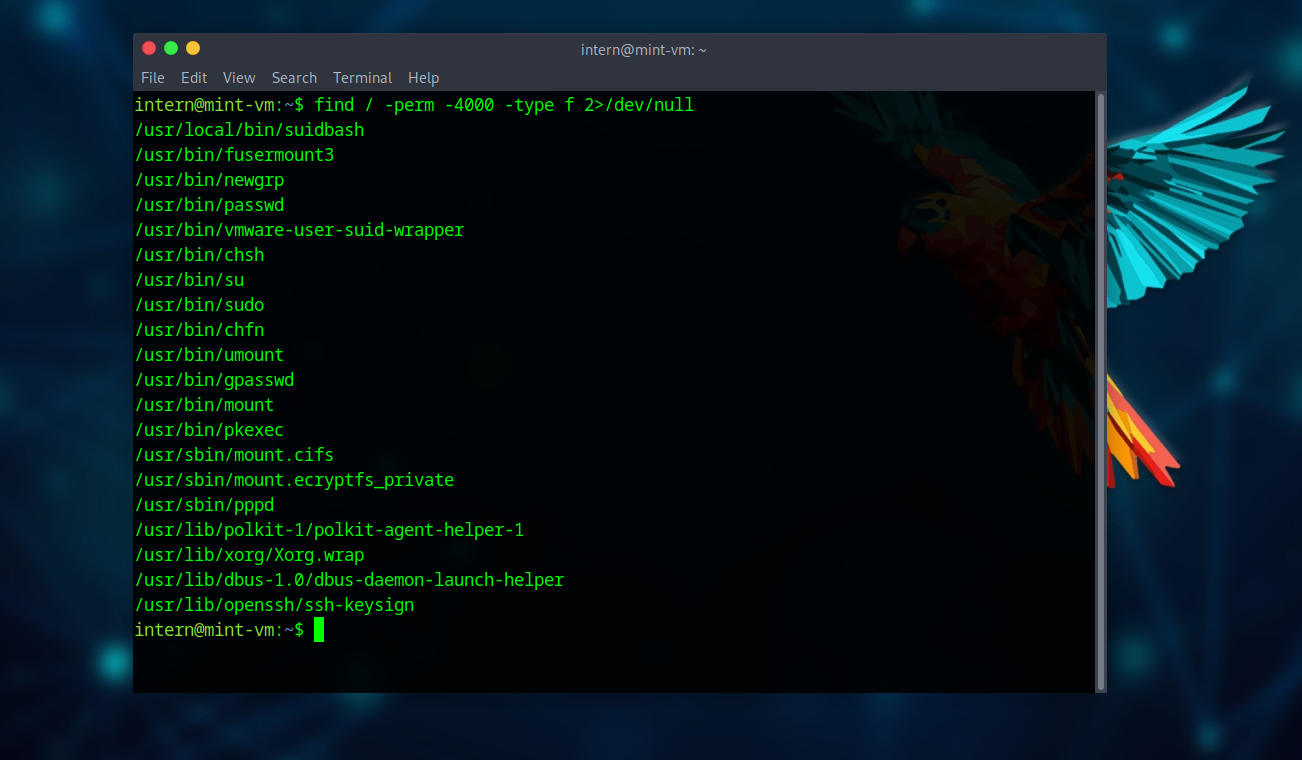 intern@mint-vm: ~
File Edit View Search Terminal Help
intern@mint-vm:~$ find / -perm -4000 -type f 2>/dev/null
/usr/local/bin/suidbash
/usr/bin/fusermount3
/usr/bin/newgrp
/usr/bin/passwd
/usr/bin/vmware-user-suid-wrapper
/usr/bin/chsh
/usr/bin/su
/usr/bin/sudo
/usr/bin/chfn
/usr/bin/umount
/usr/bin/gpasswd
/usr/bin/mount
/usr/bin/pkexec
/usr/sbin/mount.cifs
/usr/sbin/mount.ecryptfs_private
/usr/sbin/pppd
/usr/lib/polkit-1/polkit-agent-helper-1
/usr/lib/xorg/Xorg.wrap
/usr/lib/dbus-1.0/dbus-daemon-launch-helper
/usr/lib/openssh/ssh-keysign
intern@mint-vm:~$